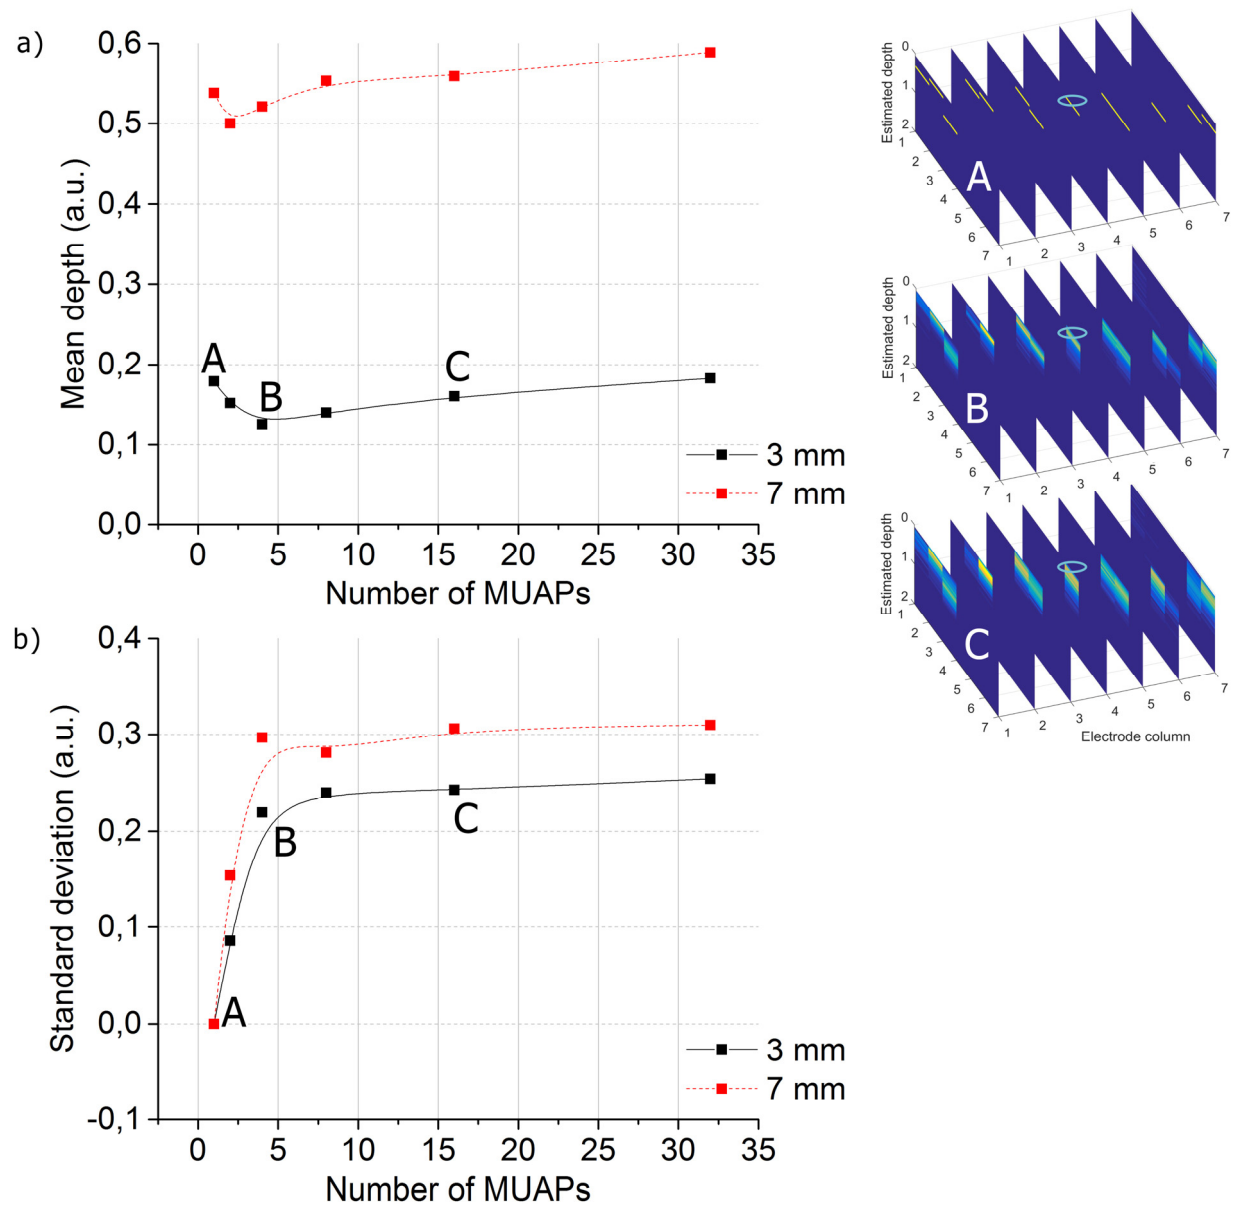 a)
0,6
0,5
0,4
0,3
0,2
0,1
0,0
Mean depth (a.u.)
A
B
C
3 mm
7 mm
0 5 10 15 20 25 30 35
Number of MUAPs
b)
0,4
0,3
0,2
0,1
0,0
-0,1
Standard deviation (a.u.)
A
B
C
3 mm
7 mm
0 5 10 15 20 25 30 35
Number of MUAPs
0
1
2
Estimated depth
1
2
3
4
5
6
7
A
1 2 3 4 5 6 7
0
1
2
Estimated depth
1
2
3
4
5
6
7
B
1 2 3 4 5 6 7
0
1
2
Estimated depth
1
2
3
4
5
6
7
C
1 2 3 4 5 6 7
Electrode column